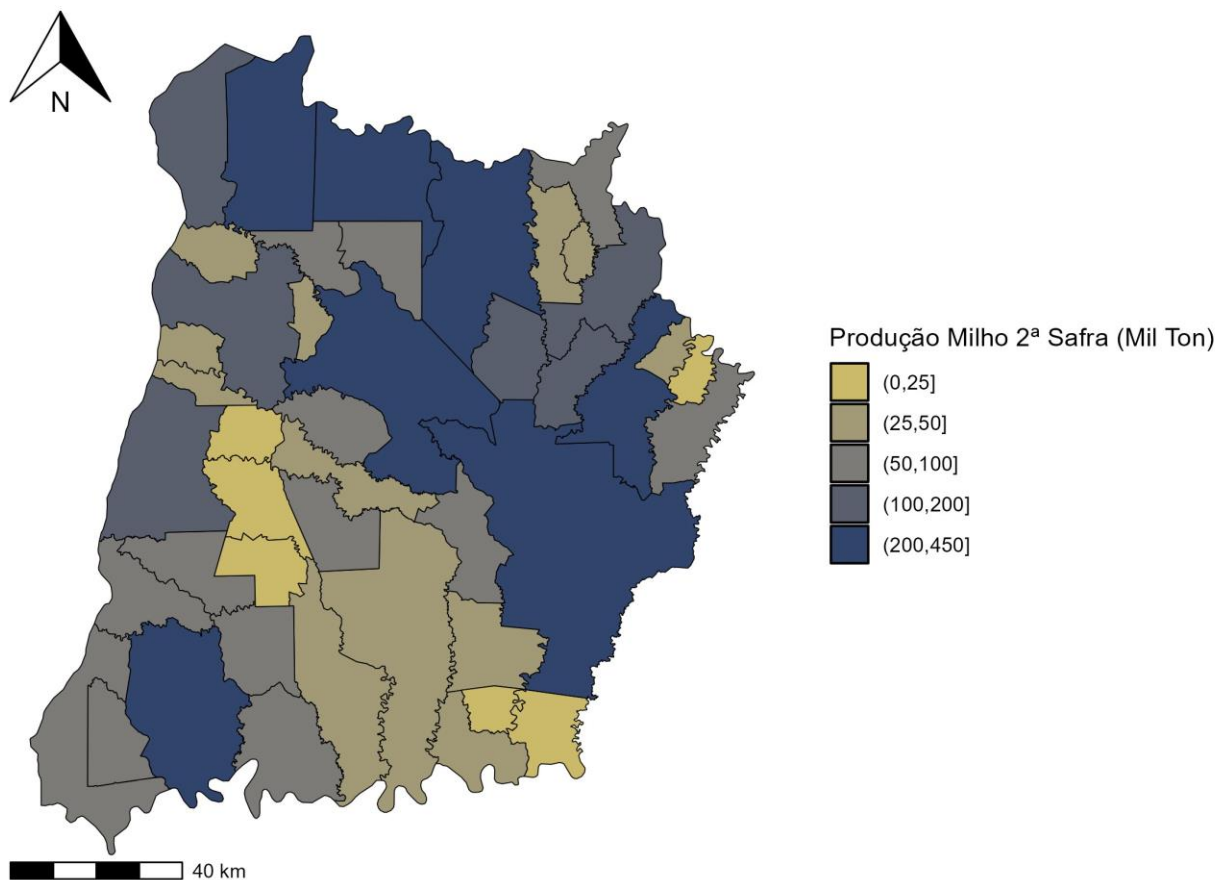 N
Produção Milho 2ª Safra (Mil Ton)
(0,25]
(25,50]
(50,100]
(100,200]
(200,450]
40 km